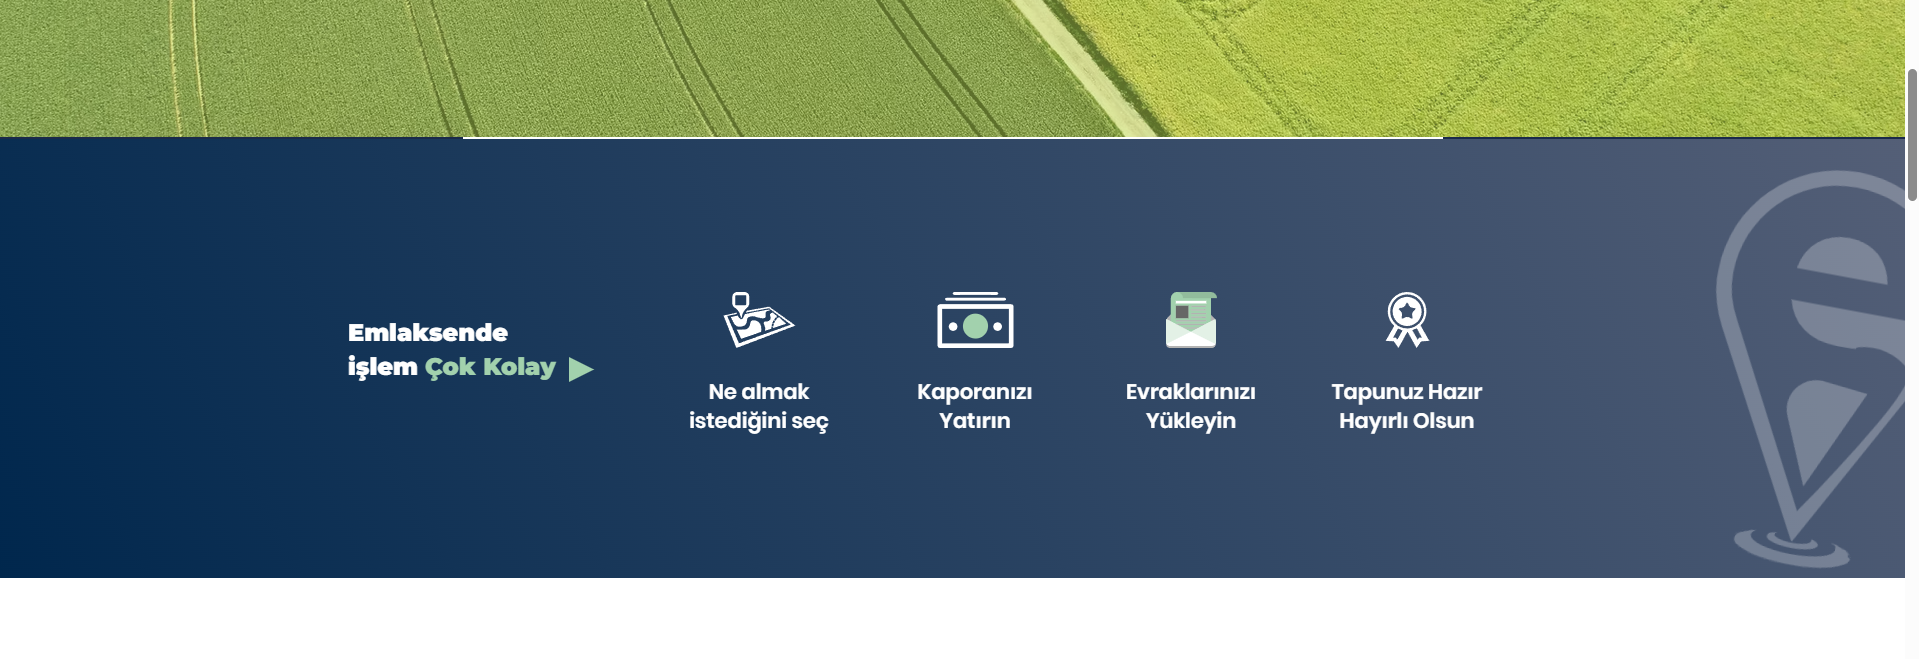 Emlaksende
işlem Çok Kolay
Ne almak
istediğini seç
Kaporanızı
Yatırın
Evraklarınızı
Yükleyin
Tapunuz Hazır
Hayırlı Olsun